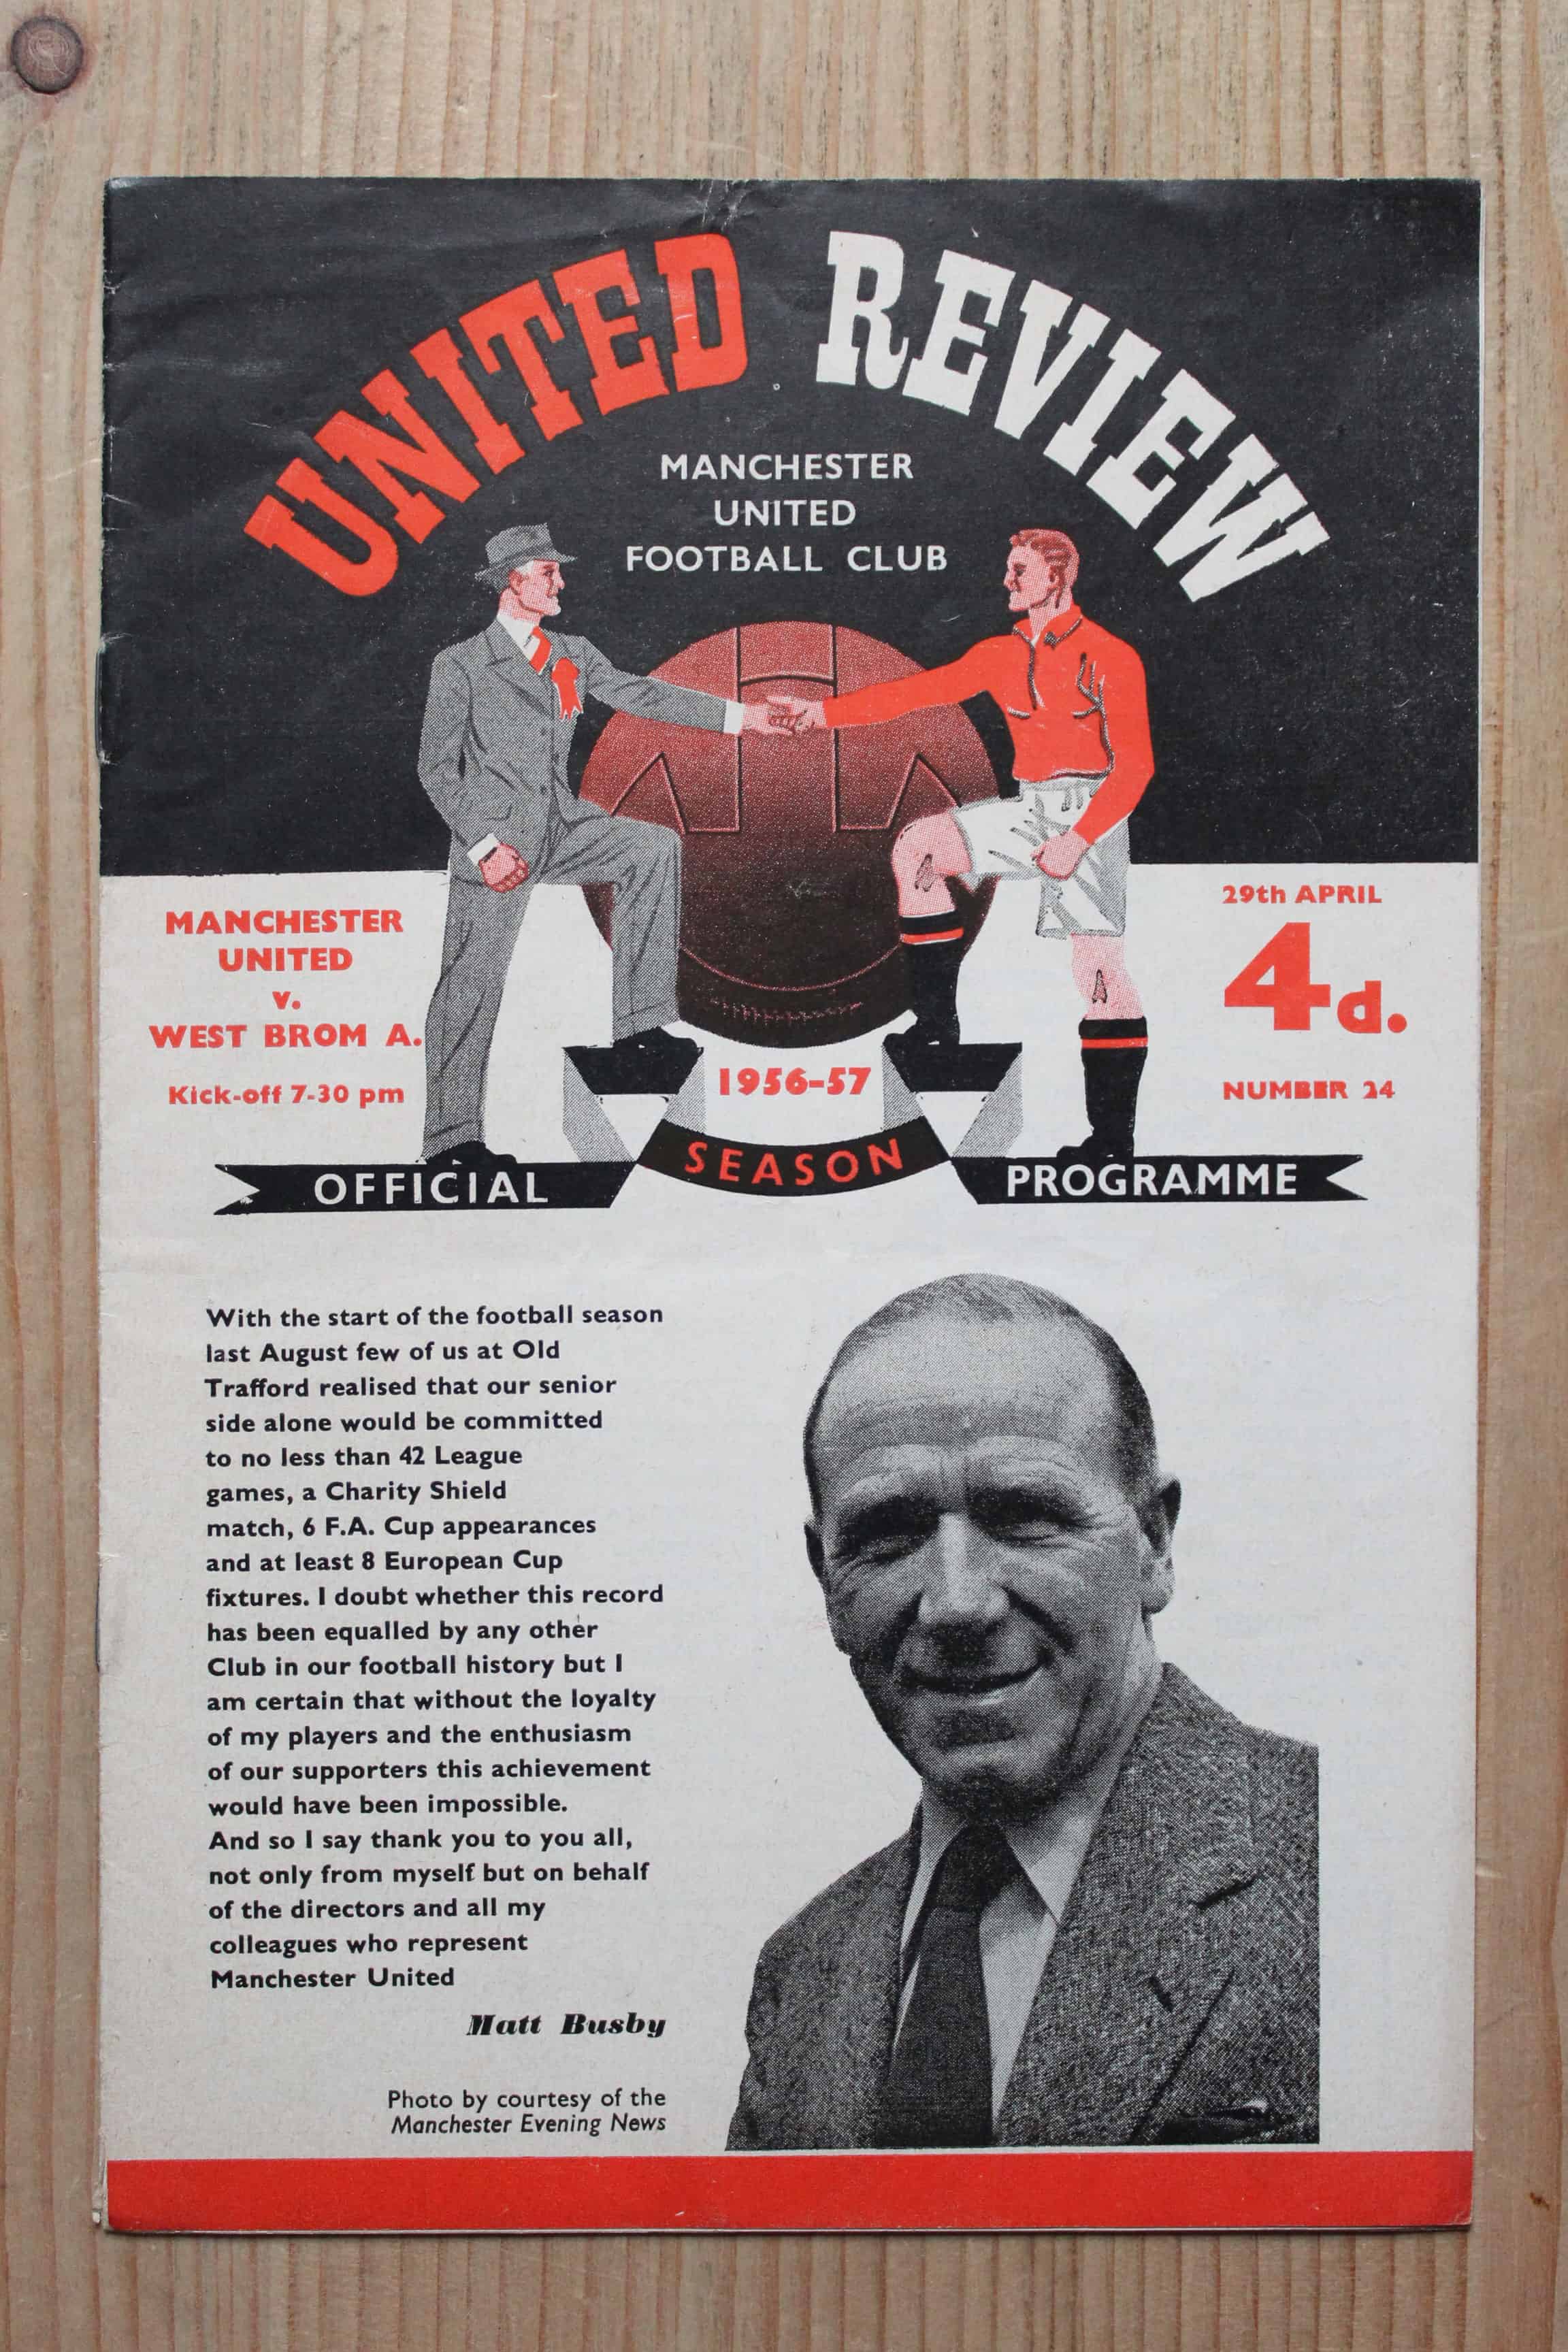 UNITED REVIEW
MANCHESTER
UNITED
FOOTBALL CLUB
MANCHESTER
UNITED
v.
WEST BROM A.
Kick-off 7-30 pm
29th APRIL
4d.
NUMBER 24
1956-57
OFFICIAL SEASON PROGRAMME
With the start of the football season
last August few of us at Old
Trafford realised that our senior
side alone would be committed
to no less than 42 League
games, a Charity Shield
match, 6 F.A. Cup appearances
and at least 8 European Cup
fixtures. I doubt whether this record
has been equalled by any other
Club in our football history but I
am certain that without the loyalty
of my players and the enthusiasm
of our supporters this achievement
would have been impossible.
And so I say thank you to you all,
not only from myself but on behalf
of the directors and all my
colleagues who represent
Manchester United
Matt Busby
Photo by courtesy of the
Manchester Evening News